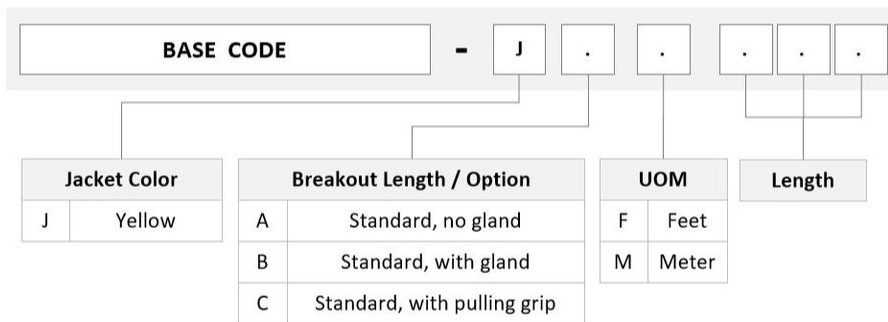 BASE CODE - J . . . . .
Jacket Color
J Yellow
Breakout Length / Option
A Standard, no gland
B Standard, with gland
C Standard, with pulling grip
UOM
F Feet
M Meter
Length